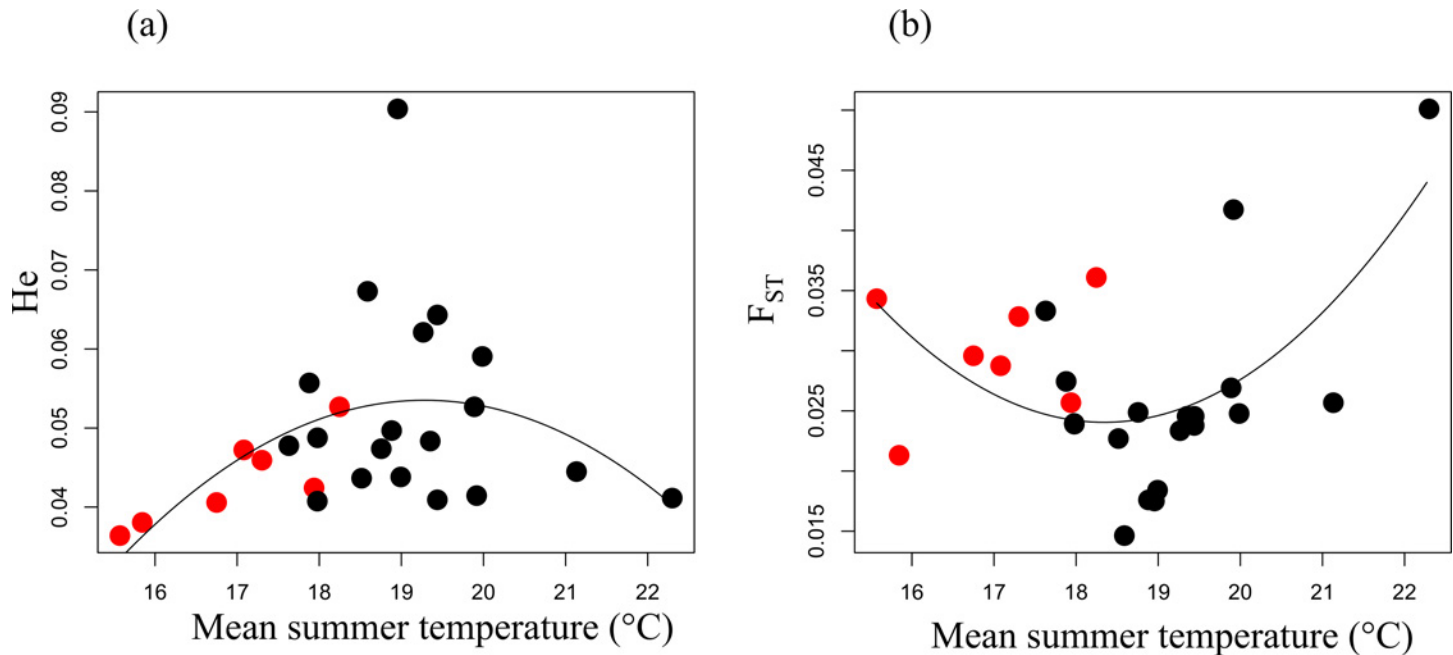 (a)
0.09
0.08
0.07
0.06
0.05
0.04
He
16 17 18 19 20 21 22
Mean summer temperature (°C)
(b)
0.045
0.035
0.025
0.015
FST
16 17 18 19 20 21 22
Mean summer temperature (°C)